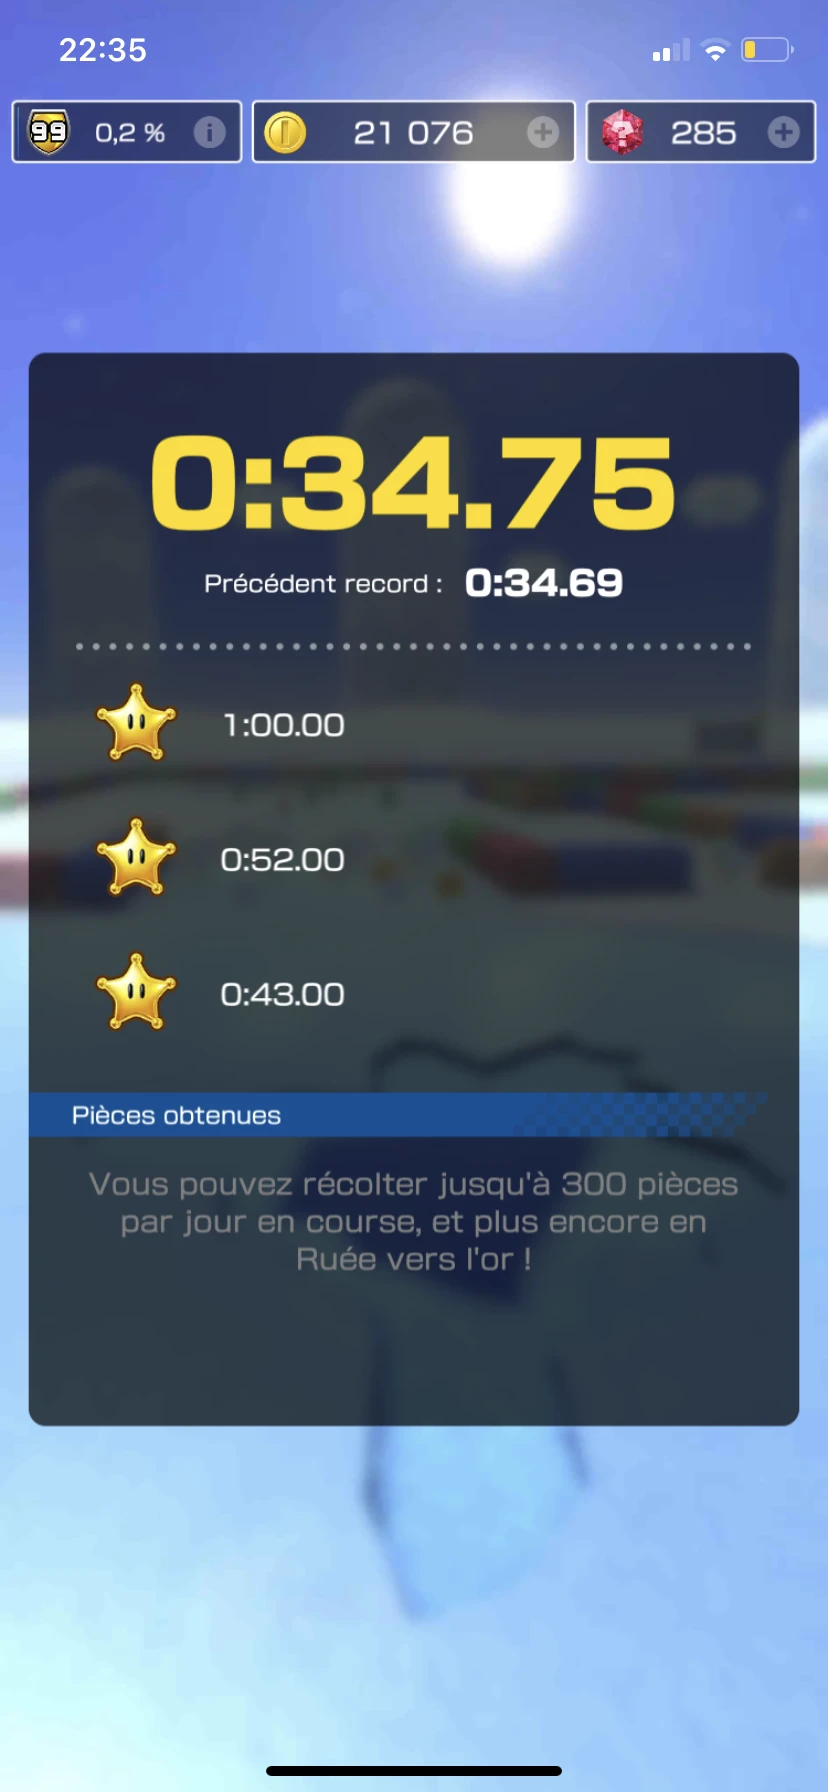 22:35
99 0,2 % i 21 076 + ? 285 +
0:34.75
Précédent record : 0:34.69
1:00.00
0:52.00
0:43.00
Pièces obtenues
Vous pouvez récolter jusqu'à 300 pièces
par jour en course, et plus encore en
Ruée vers l'or !